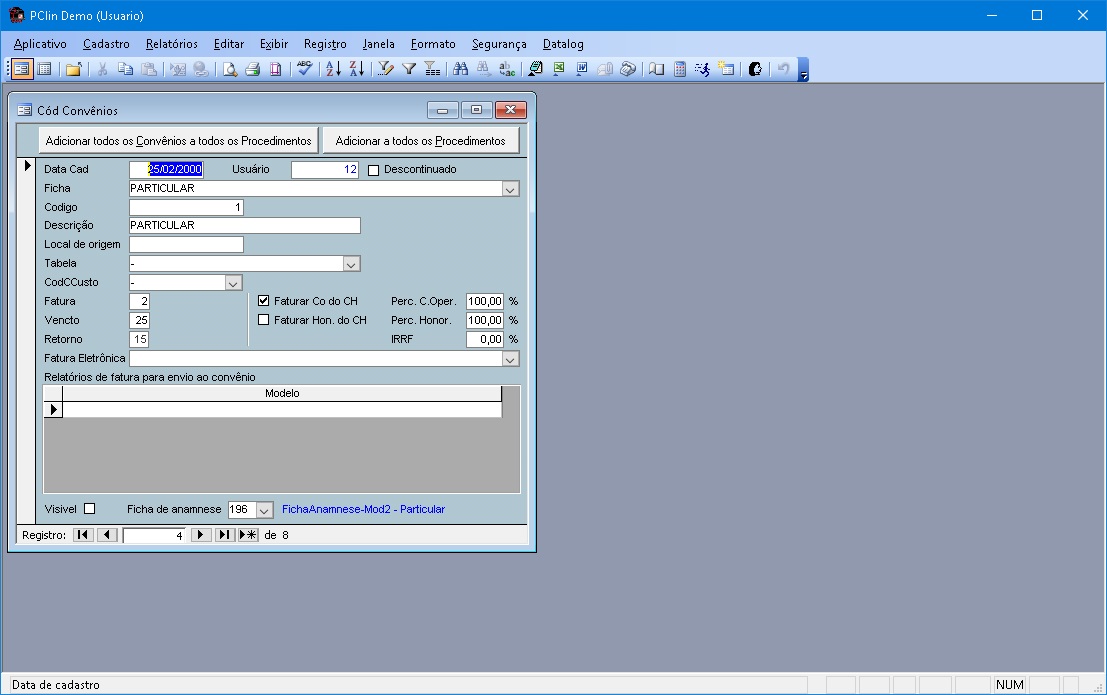 PClin Demo (Usuario)
Aplicativo Cadastro Relatórios Editar Exibir Registro Janela Formato Segurança Datalog
Cód Convênios
Adicionar todos os Convênios a todos os Procedimentos Adicionar a todos os Procedimentos
Data Cad 25/02/2000 Usuário 12 Descontinuado
Ficha PARTICULAR
Codigo 1
Descrição PARTICULAR
Local de origem
Tabela -
CodCCusto -
Fatura 2 Faturar Co do CH Perc. C.Oper. 100,00 %
Vencto 25 Faturar Hon. do CH Perc. Honor. 100,00 %
Retorno 15 IRRF 0,00 %
Fatura Eletrônica
Relatórios de fatura para envio ao convênio
Modelo
Visivel Ficha de anamnese 196 FichaAnamnese-Mod2 - Particular
Registro: 4 de 8
Data de cadastro NUM